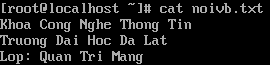 [root@localhost ~]# cat noivb.txt
Khoa Cong Nghe Thong Tin
Truong Dai Hoc Da Lat
Lop: Quan Tri Mang